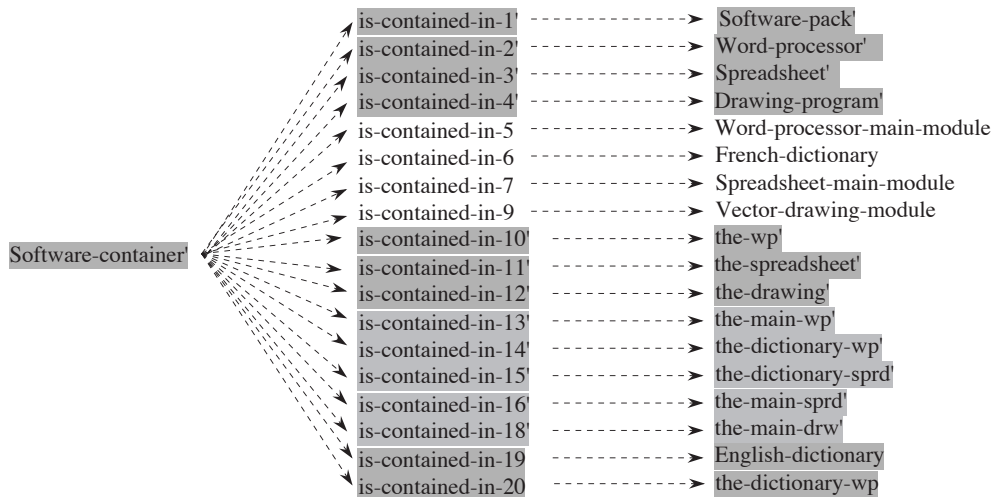 is-contained-in-1' Software-pack'
is-contained-in-2' Word-processor'
is-contained-in-3' Spreadsheet'
is-contained-in-4' Drawing-program'
is-contained-in-5 Word-processor-main-module
is-contained-in-6 French-dictionary
is-contained-in-7 Spreadsheet-main-module
is-contained-in-9 Vector-drawing-module
is-contained-in-10' the-wp'
Software-container'
is-contained-in-11' the-spreadsheet'
is-contained-in-12' the-drawing'
is-contained-in-13' the-main-wp'
is-contained-in-14' the-dictionary-wp'
is-contained-in-15' the-dictionary-sprd'
is-contained-in-16' the-main-sprd'
is-contained-in-18' the-main-drw'
is-contained-in-19 English-dictionary
is-contained-in-20 the-dictionary-wp